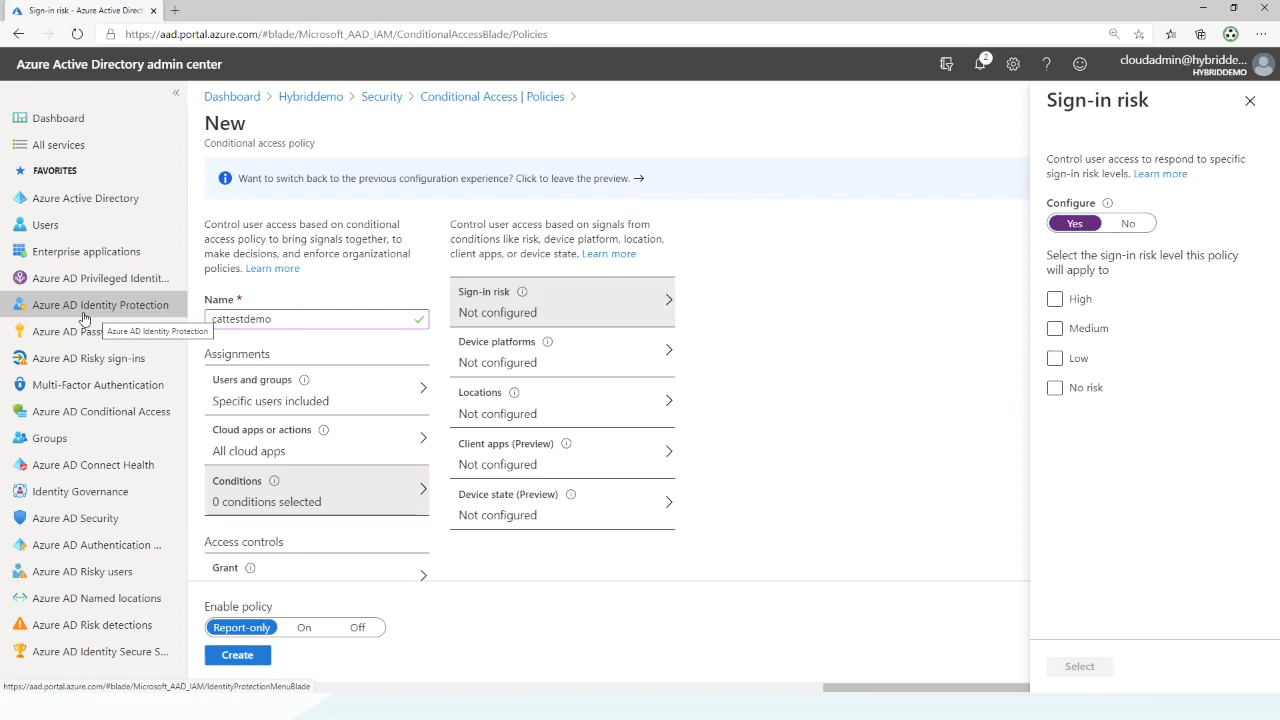 Sign-in risk - Azure Active Direct
https://aad.portal.azure.com/#blade/Microsoft_AAD_IAM/ConditionalAccessBlade/Policies
Azure Active Directory admin center
2
cloudadmin@hybridde...
HYBRIDDEMO
Dashboard
All services
FAVORITES
Azure Active Directory
Users
Enterprise applications
Azure AD Privileged Identit...
Azure AD Identity Protection
Azure AD Pass
Azure AD Identity Protection
Azure AD Risky sign-ins
Multi-Factor Authentication
Azure AD Conditional Access
Groups
Azure AD Connect Health
Identity Governance
Azure AD Security
Azure AD Authentication ...
Azure AD Risky users
Azure AD Named locations
Azure AD Risk detections
Azure AD Identity Secure S...
https://aad.portal.azure.com/#blade/Microsoft_AAD_IAM/IdentityProtectionMenuBlade
Dashboard > Hybriddemo > Security > Conditional Access | Policies >
New
Conditional access policy
Want to switch back to the previous configuration experience? Click to leave the preview. →
Control user access based on conditional
access policy to bring signals together, to
make decisions, and enforce organizational
policies. Learn more
Name *
cattestdemo
Assignments
Users and groups
Specific users included
Cloud apps or actions
All cloud apps
Conditions
0 conditions selected
Access controls
Grant
Enable policy
Report-only On Off
Create
Control user access based on signals from
conditions like risk, device platform, location,
client apps, or device state. Learn more
Sign-in risk
Not configured
Device platforms
Not configured
Locations
Not configured
Client apps (Preview)
Not configured
Device state (Preview)
Not configured
Sign-in risk
Control user access to respond to specific
sign-in risk levels. Learn more
Configure
Yes No
Select the sign-in risk level this policy
will apply to
High
Medium
Low
No risk
Select